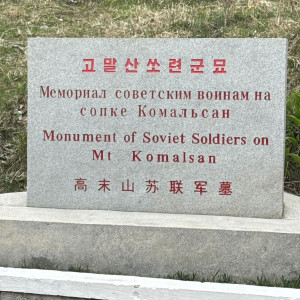 고말산쏘련군묘
Мемориал советским воинам на
сопке Комальсан
Monument of Soviet Soldiers on
Mt Komalsan
高末山苏联军墓